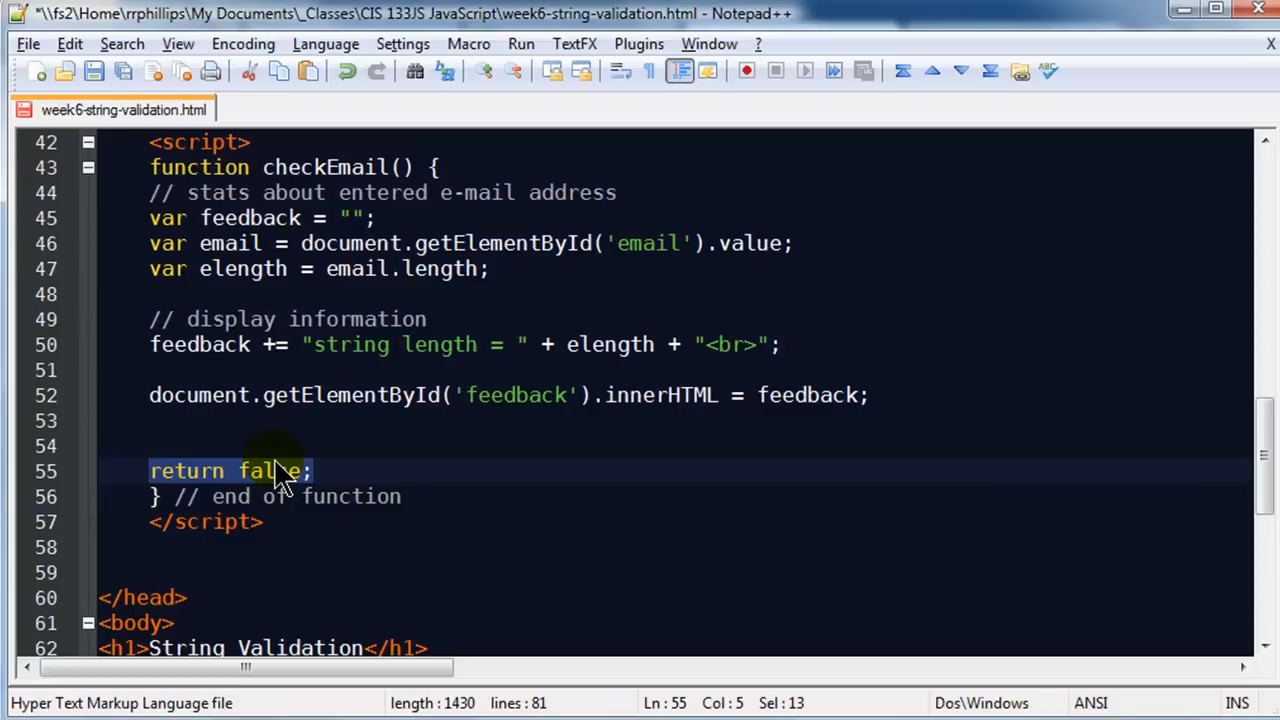 *\\fs2\Home\rrphillips\My Documents\_Classes\CIS 133JS JavaScript\week6-string-validation.html - Notepad++
File Edit Search View Encoding Language Settings Macro Run TextFX Plugins Window ? X
week6-string-validation.html
42 <script>
43 function checkEmail() {
44 // stats about entered e-mail address
45 var feedback = "";
46 var email = document.getElementById('email').value;
47 var elength = email.length;
48
49 // display information
50 feedback += "string length = " + elength + "<br>";
51
52 document.getElementById('feedback').innerHTML = feedback;
53
54
55 return false;
56 } // end of function
57 </script>
58
59
60 </head>
61 <body>
62 <h1>String Validation</h1>
Hyper Text Markup Language file length : 1430 lines : 81 Ln : 55 Col : 5 Sel : 13 Dos\Windows ANSI INS